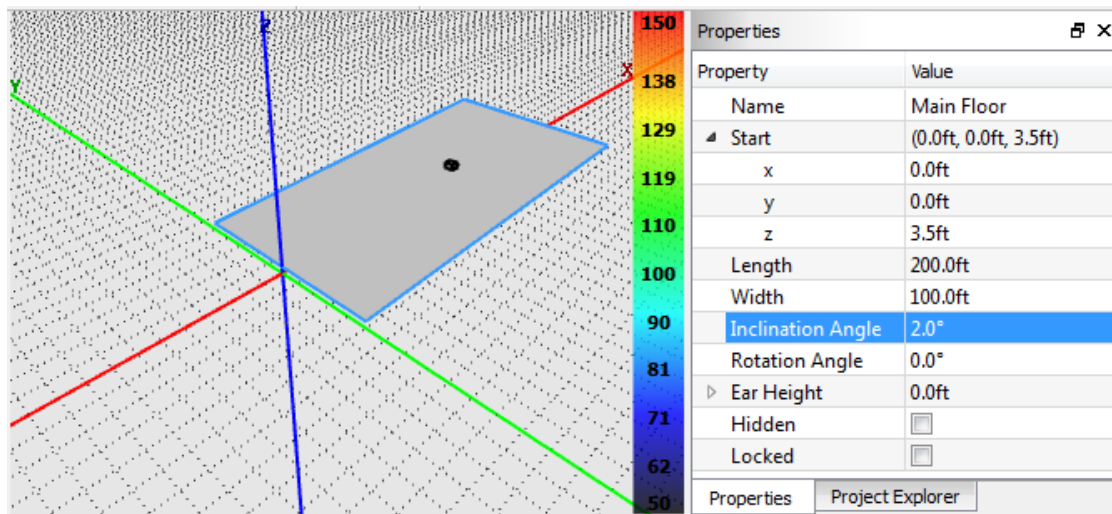 Z
Y
X
150
138
129
119
110
100
90
81
71
62
50
Properties
Property Value
Name Main Floor
Start (0.0ft, 0.0ft, 3.5ft)
x 0.0ft
y 0.0ft
z 3.5ft
Length 200.0ft
Width 100.0ft
Inclination Angle 2.0°
Rotation Angle 0.0°
Ear Height 0.0ft
Hidden
Locked
Properties Project Explorer